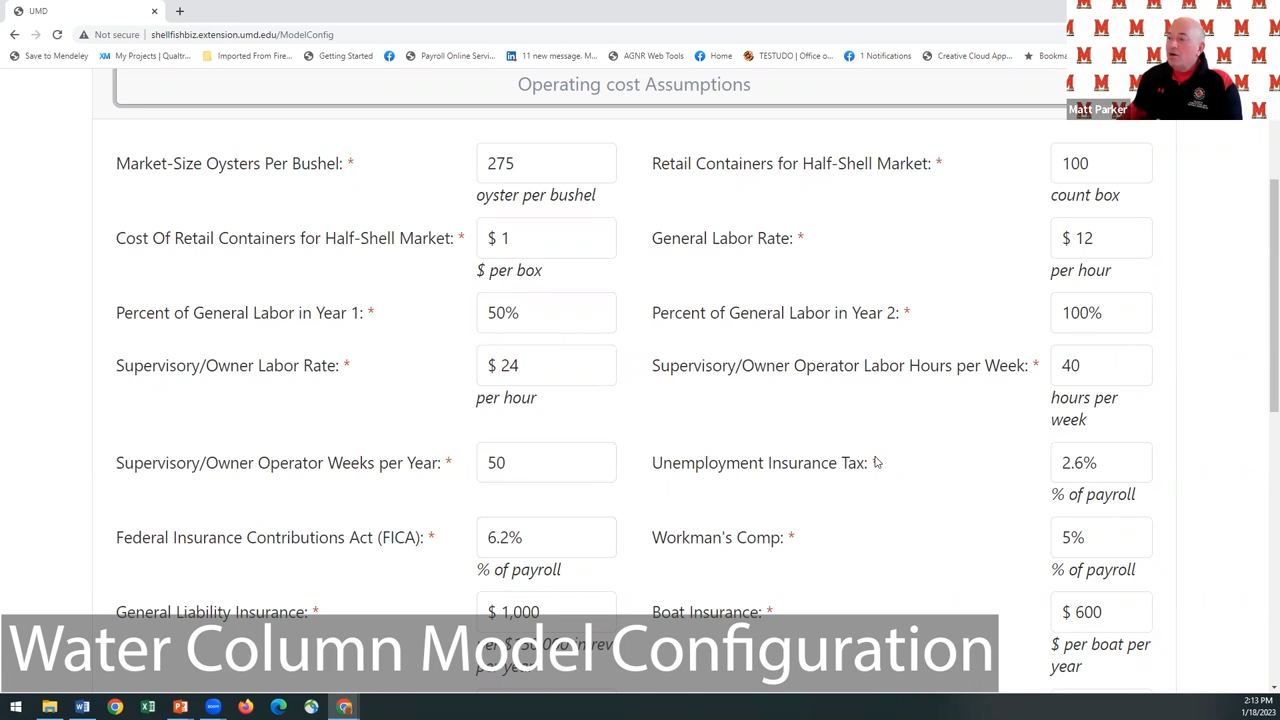 UMD
Not secure | shellfishbiz.extension.umd.edu/ModelConfig
Save to Mendeley My Projects | Qualtr... Imported From Fire... Getting Started Payroll Online Servi... 11 new message. M... AGNR Web Tools Home TESTUDO | Office o... 1 Notifications Creative Cloud App... Bookma
Matt Parker
Operating cost Assumptions
Market-Size Oysters Per Bushel: * 275 Retail Containers for Half-Shell Market: * 100
oyster per bushel count box
Cost Of Retail Containers for Half-Shell Market: * $ 1 General Labor Rate: * $ 12
$ per box per hour
Percent of General Labor in Year 1: * 50% Percent of General Labor in Year 2: * 100%
Supervisory/Owner Labor Rate: * $ 24 Supervisory/Owner Operator Labor Hours per Week: * 40
per hour hours per
week
Supervisory/Owner Operator Weeks per Year: * 50 Unemployment Insurance Tax: * 2.6%
% of payroll
Federal Insurance Contributions Act (FICA): * 6.2% Workman's Comp: * 5%
% of payroll % of payroll
General Liability Insurance: * $ 1,000 Boat Insurance: * $ 600
in rev $ per boat per
year
Water Column Model Configuration
2:13 PM
1/18/2023